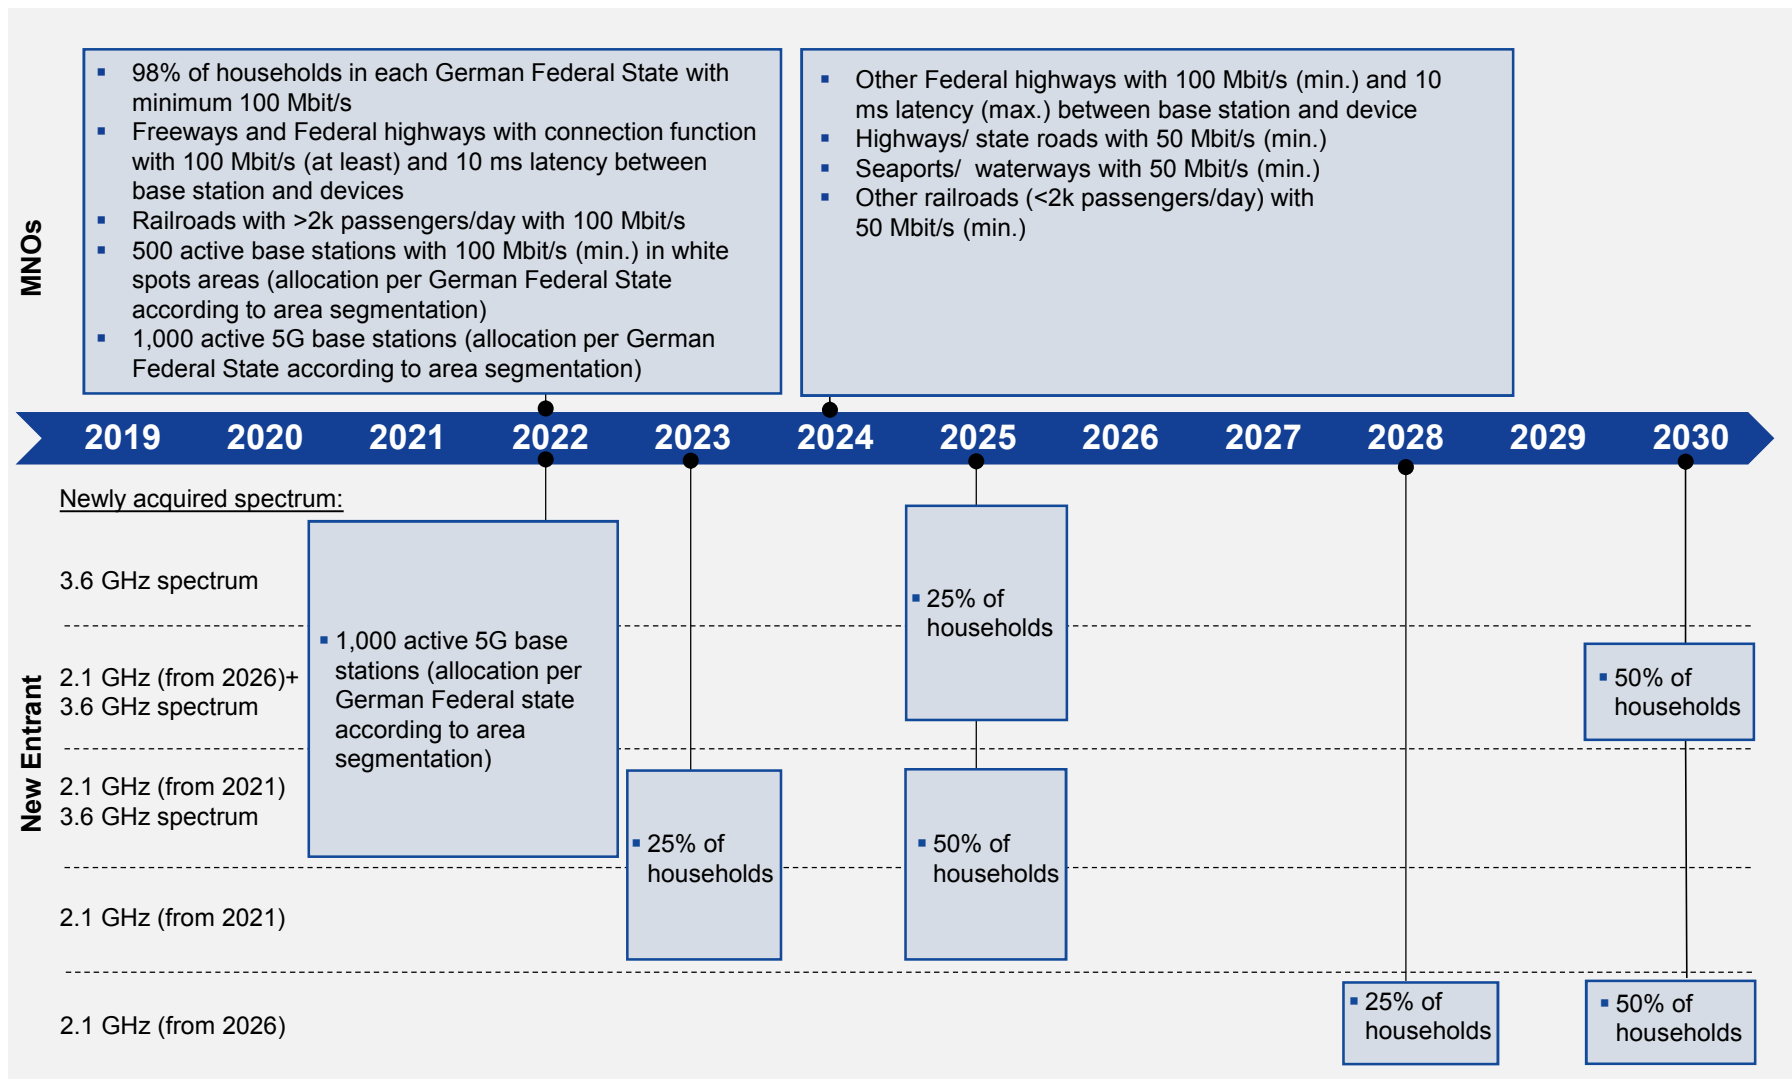 MNOs
▪ 98% of households in each German Federal State with
minimum 100 Mbit/s
▪ Freeways and Federal highways with connection function
with 100 Mbit/s (at least) and 10 ms latency between
base station and devices
▪ Railroads with >2k passengers/day with 100 Mbit/s
▪ 500 active base stations with 100 Mbit/s (min.) in white
spots areas (allocation per German Federal State
according to area segmentation)
▪ 1,000 active 5G base stations (allocation per German
Federal State according to area segmentation)
▪ Other Federal highways with 100 Mbit/s (min.) and 10
ms latency (max.) between base station and device
▪ Highways/ state roads with 50 Mbit/s (min.)
▪ Seaports/ waterways with 50 Mbit/s (min.)
▪ Other railroads (<2k passengers/day) with
50 Mbit/s (min.)
2019 2020 2021 2022 2023 2024 2025 2026 2027 2028 2029 2030
New Entrant
Newly acquired spectrum:
3.6 GHz spectrum
2.1 GHz (from 2026)+
3.6 GHz spectrum
2.1 GHz (from 2021)
3.6 GHz spectrum
2.1 GHz (from 2021)
2.1 GHz (from 2026)
▪ 1,000 active 5G base
stations (allocation per
German Federal state
according to area
segmentation)
▪ 25% of
households
▪ 25% of
households
▪ 50% of
households
▪ 25% of
households
▪ 50% of
households
▪ 50% of
households